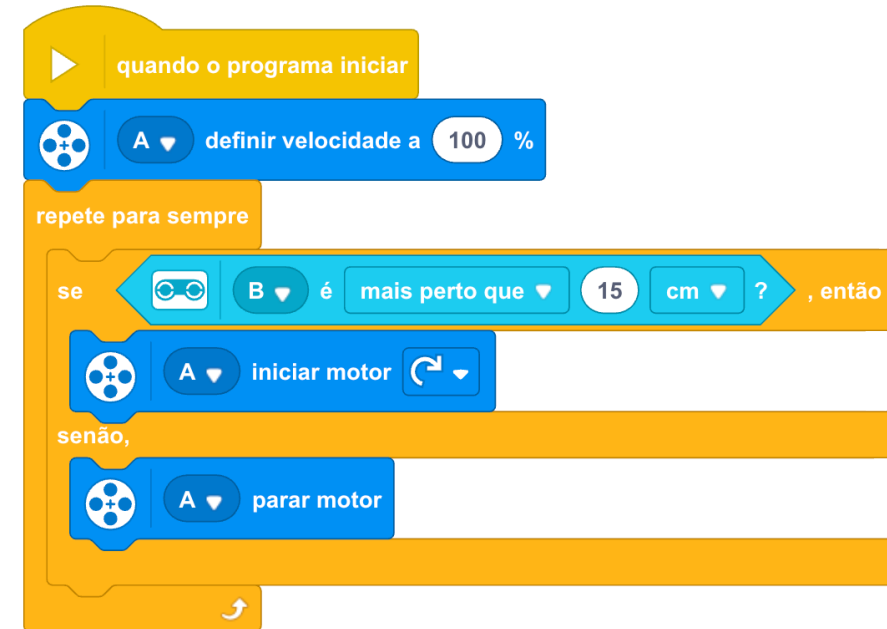 quando o programa iniciar
A definir velocidade a 100 %
repete para sempre
se B é mais perto que 15 cm ? , então
A iniciar motor
senão,
A parar motor